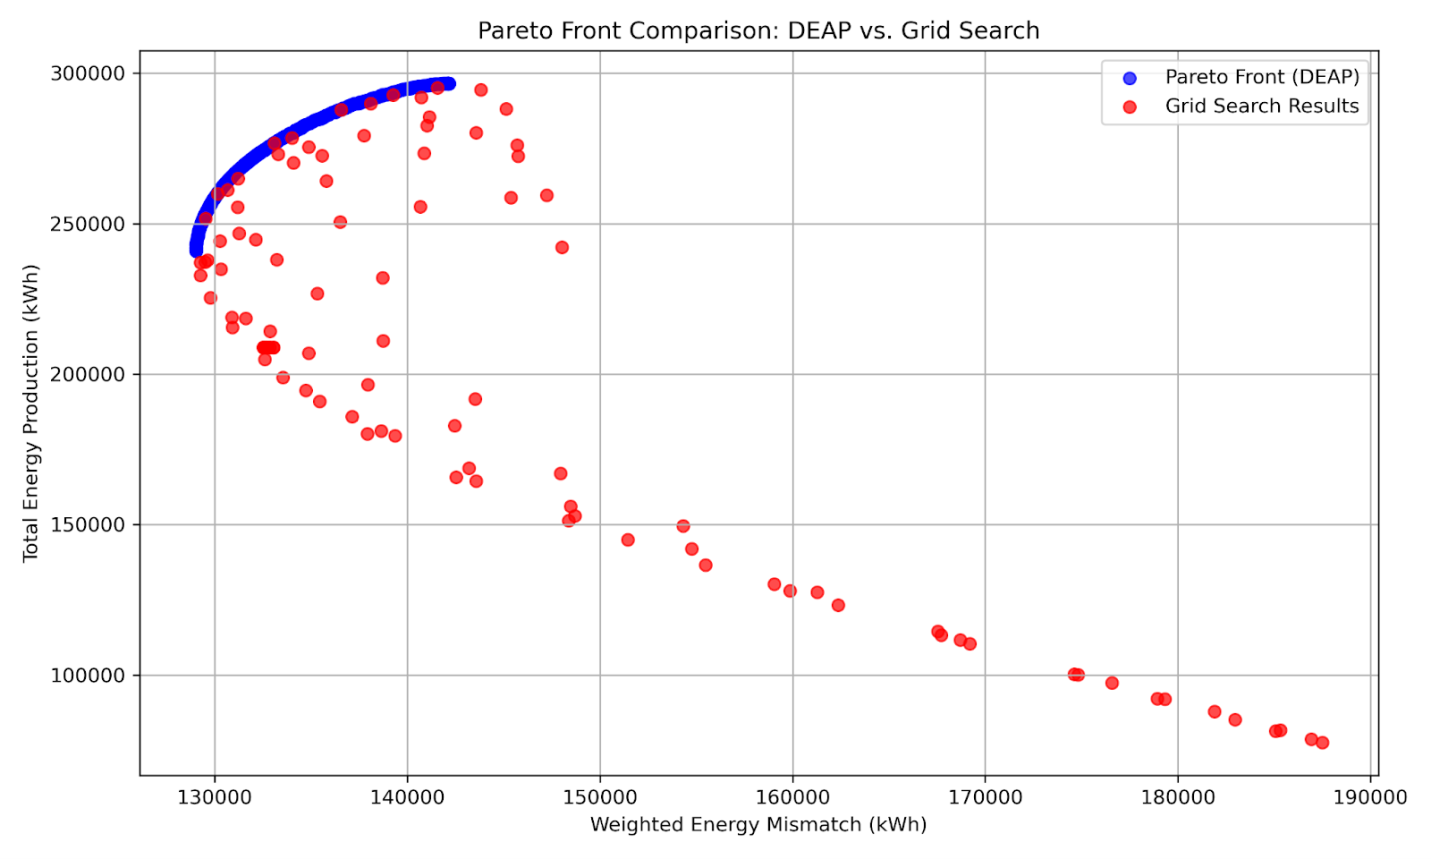 Pareto Front Comparison: DEAP vs. Grid Search
Pareto Front (DEAP)
Grid Search Results
Total Energy Production (kWh)
300000
250000
200000
150000
100000
130000 140000 150000 160000 170000 180000 190000
Weighted Energy Mismatch (kWh)